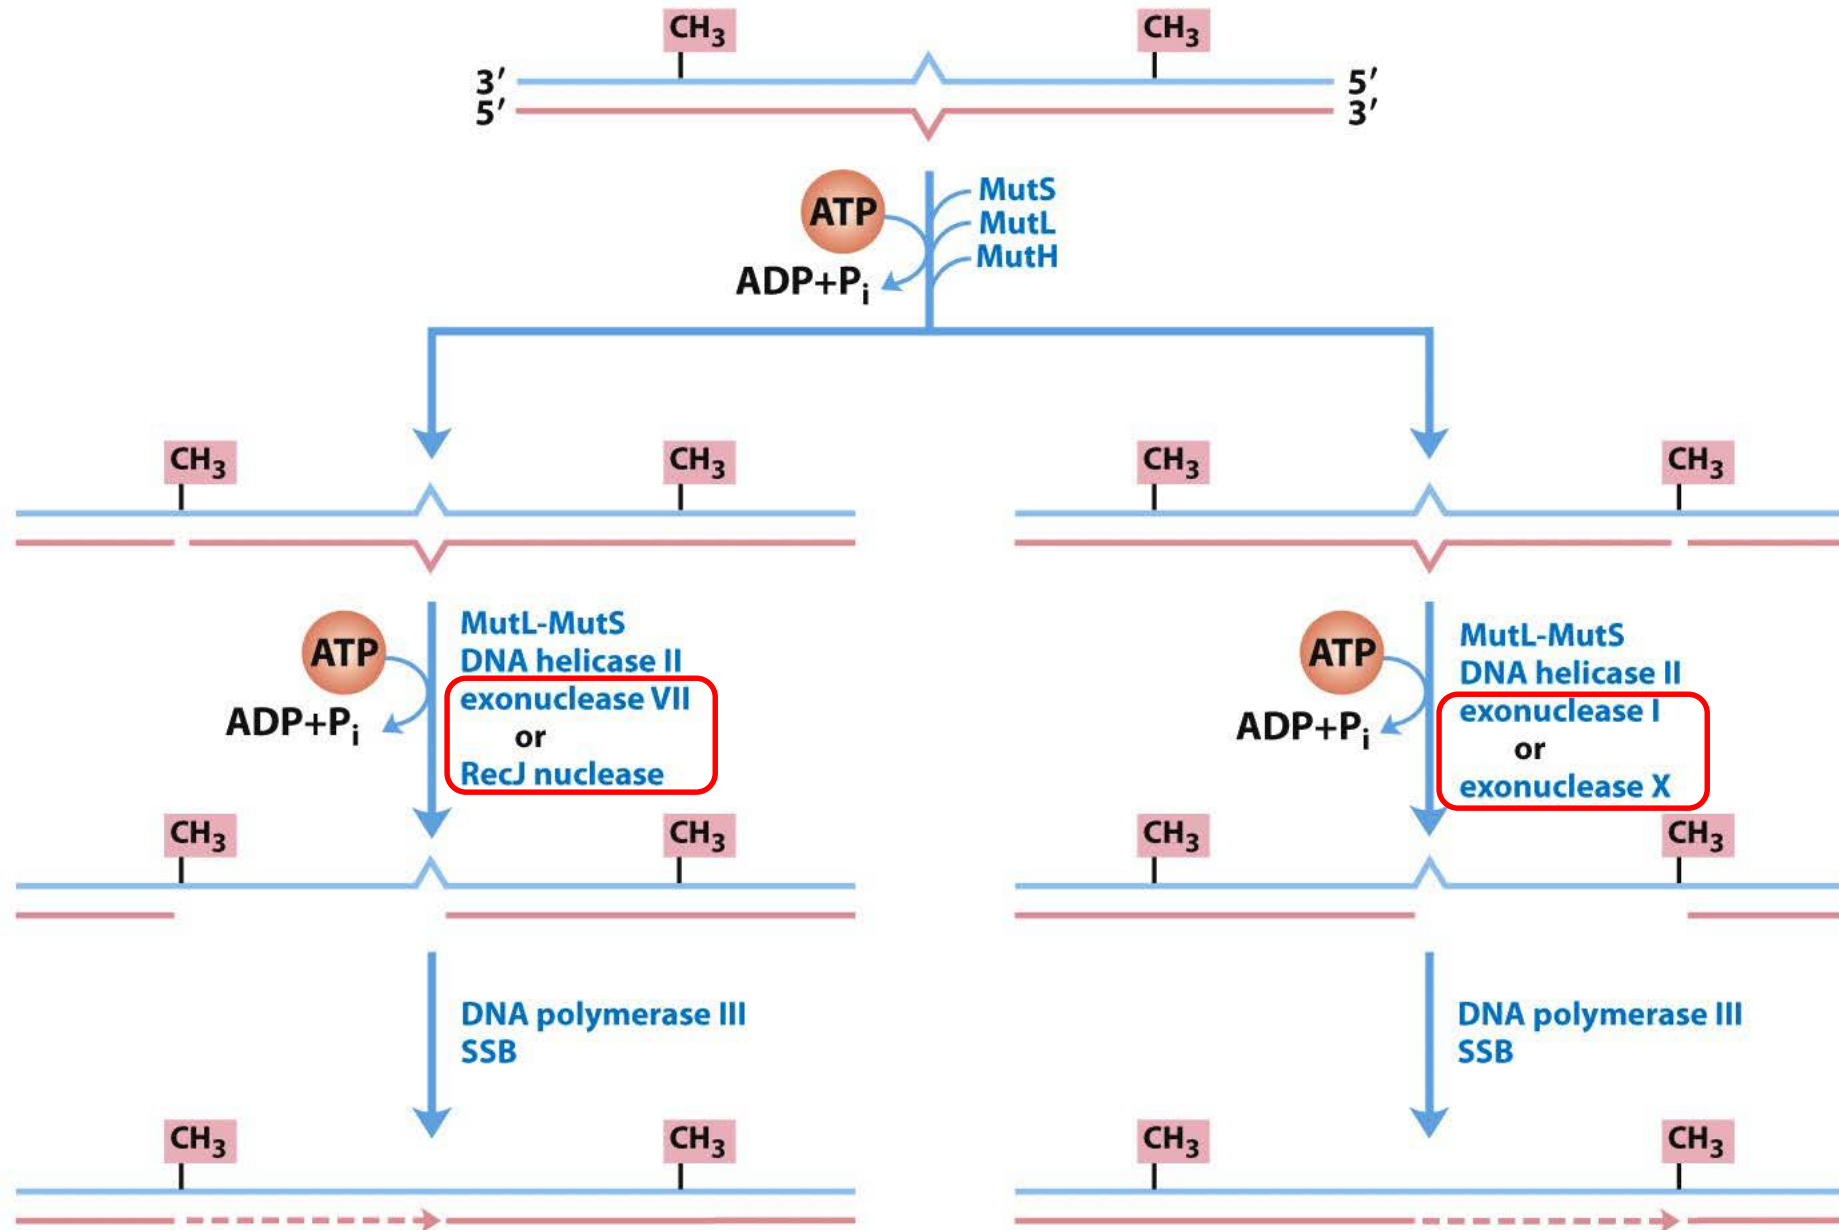 CH3 CH3
3′ 5′
5′ 3′
ATP
MutS
MutL
MutH
ADP+Pi
CH3 CH3
CH3 CH3
ATP
MutL-MutS
DNA helicase II
exonuclease VII
or
RecJ nuclease
ADP+Pi
ATP
MutL-MutS
DNA helicase II
exonuclease I
or
exonuclease X
ADP+Pi
CH3 CH3
CH3 CH3
DNA polymerase III
SSB
DNA polymerase III
SSB
CH3 CH3
CH3 CH3